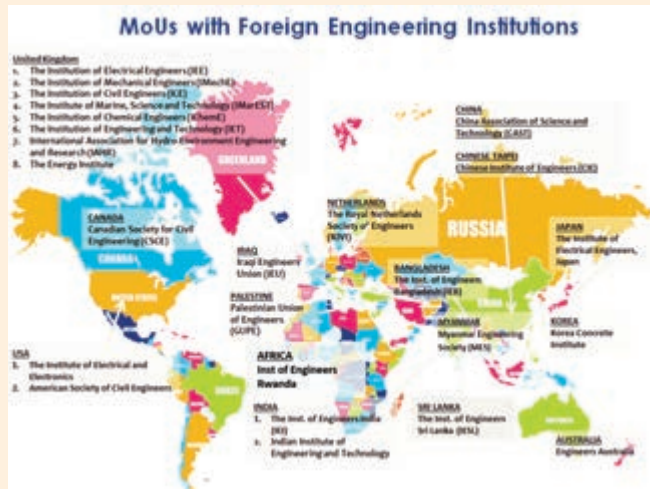 MoUs with Foreign Engineering Institutions
United Kingdom
1. The Institution of Electrical Engineers (IEE)
2. The Institution of Mechanical Engineers (IMechE)
3. The Institution of Civil Engineers (ICE)
4. The Institute of Marine, Science and Technology (IMarEST)
5. The Institution of Chemical Engineers (IChemE)
6. The Institution of Engineering and Technology (IET)
7. International Association for Hydro-Environment Engineering
and Research (IAHR)
8. The Energy Institute
GREENLAND
CANADA
Canadian Society for Civil
Engineering (CSCE)
CANADA
UNITED STATES
USA
1. The Institute of Electrical and
Electronics
2. American Society of Civil Engineers
BRAZIL
IRAQ
Iraqi Engineers
Union (IEU)
PALESTINE
Palestinian Union
of Engineers
(GUPE)
AFRICA
Inst of Engineers
Rwanda
INDIA
1. The Inst. of Engineers India
(IEI)
2. Indian Institute of
Engineering and Technology
NETHERLANDS
The Royal Netherlands
Society of Engineers
(KIVI)
RUSSIA
CHINA
China Association of Science and
Technology (CAST)
CHINESE TAIPEI
Chinese Institute of Engineers (CIE)
JAPAN
The Institute of
Electrical Engineers,
Japan
BANGLADESH
The Inst. of Engineers
Bangladesh (IEB)
CHINA
MYANMAR
Myanmar Engineering
Society (MES)
KOREA
Korea Concrete
Institute
SRI LANKA
The Inst. of Engineers
Sri Lanka (IESL)
AUSTRALIA
AUSTRALIA
Engineers Australia